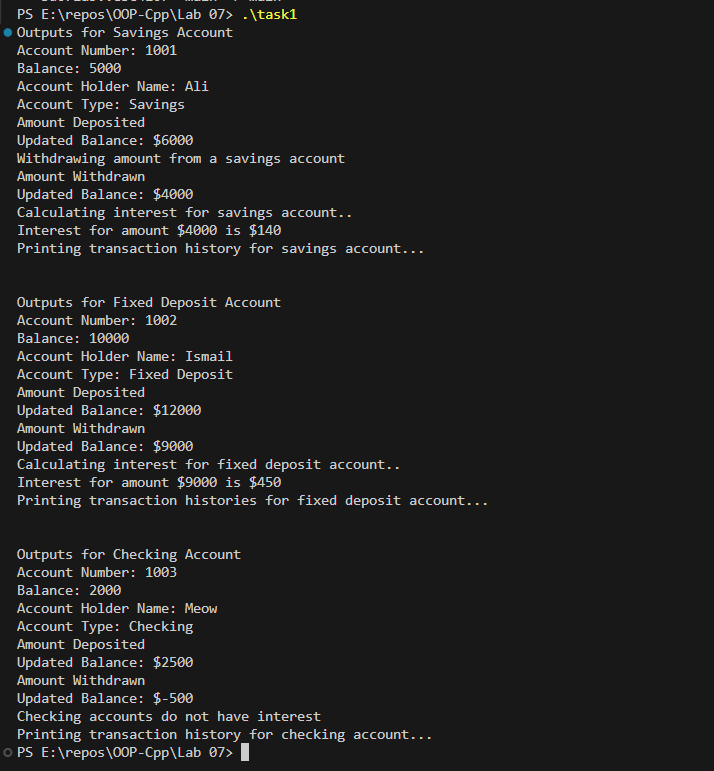 PS E:\repos\OOP-Cpp\Lab 07> .\task1
Outputs for Savings Account
Account Number: 1001
Balance: 5000
Account Holder Name: Ali
Account Type: Savings
Amount Deposited
Updated Balance: $6000
Withdrawing amount from a savings account
Amount Withdrawn
Updated Balance: $4000
Calculating interest for savings account..
Interest for amount $4000 is $140
Printing transaction history for savings account...
Outputs for Fixed Deposit Account
Account Number: 1002
Balance: 10000
Account Holder Name: Ismail
Account Type: Fixed Deposit
Amount Deposited
Updated Balance: $12000
Amount Withdrawn
Updated Balance: $9000
Calculating interest for fixed deposit account..
Interest for amount $9000 is $450
Printing transaction histories for fixed deposit account...
Outputs for Checking Account
Account Number: 1003
Balance: 2000
Account Holder Name: Meow
Account Type: Checking
Amount Deposited
Updated Balance: $2500
Amount Withdrawn
Updated Balance: $-500
Checking accounts do not have interest
Printing transaction history for checking account...
PS E:\repos\OOP-Cpp\Lab 07>